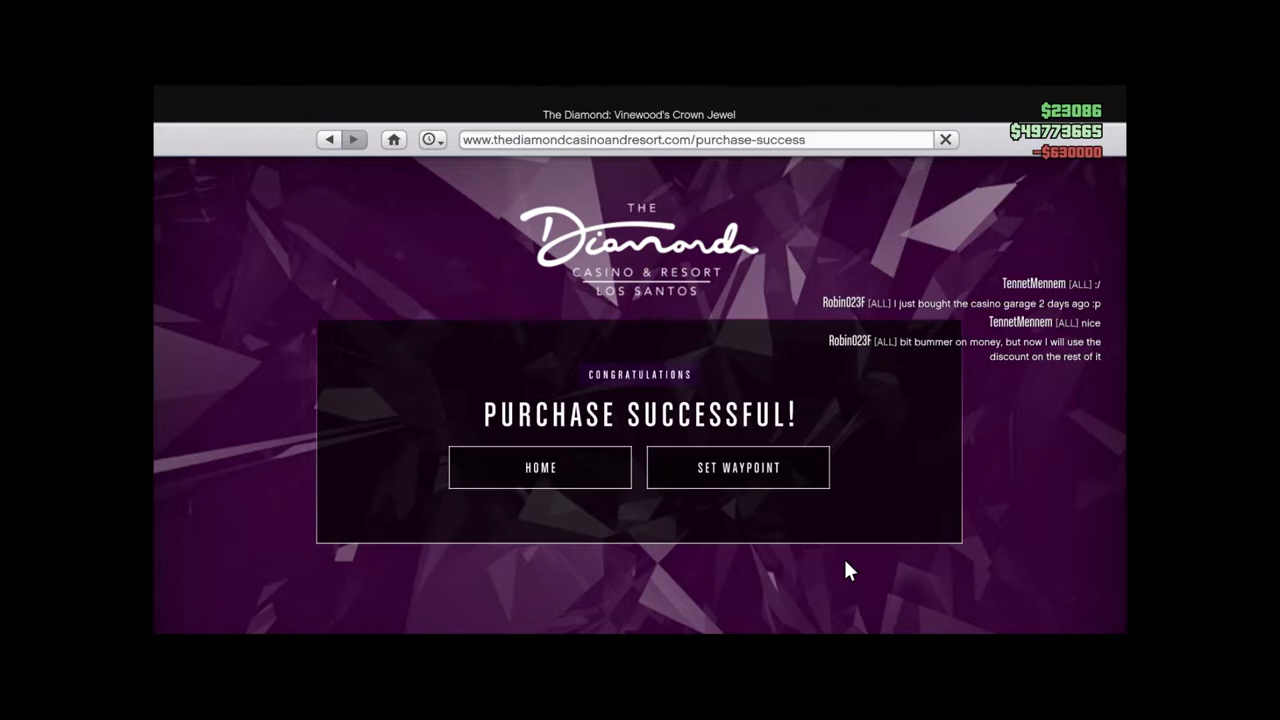 The Diamond: Vinewood's Crown Jewel
$23086
www.thediamondcasinoandresort.com/purchase-success
$49773665
-$630000
THE
Diamond
CASINO & RESORT
LOS SANTOS
TennetMennem [ALL] :/
Robin023F [ALL] I just bought the casino garage 2 days ago :p
TennetMennem [ALL] nice
Robin023F [ALL] bit bummer on money, but now I will use the
discount on the rest of it
CONGRATULATIONS
PURCHASE SUCCESSFUL!
HOME
SET WAYPOINT